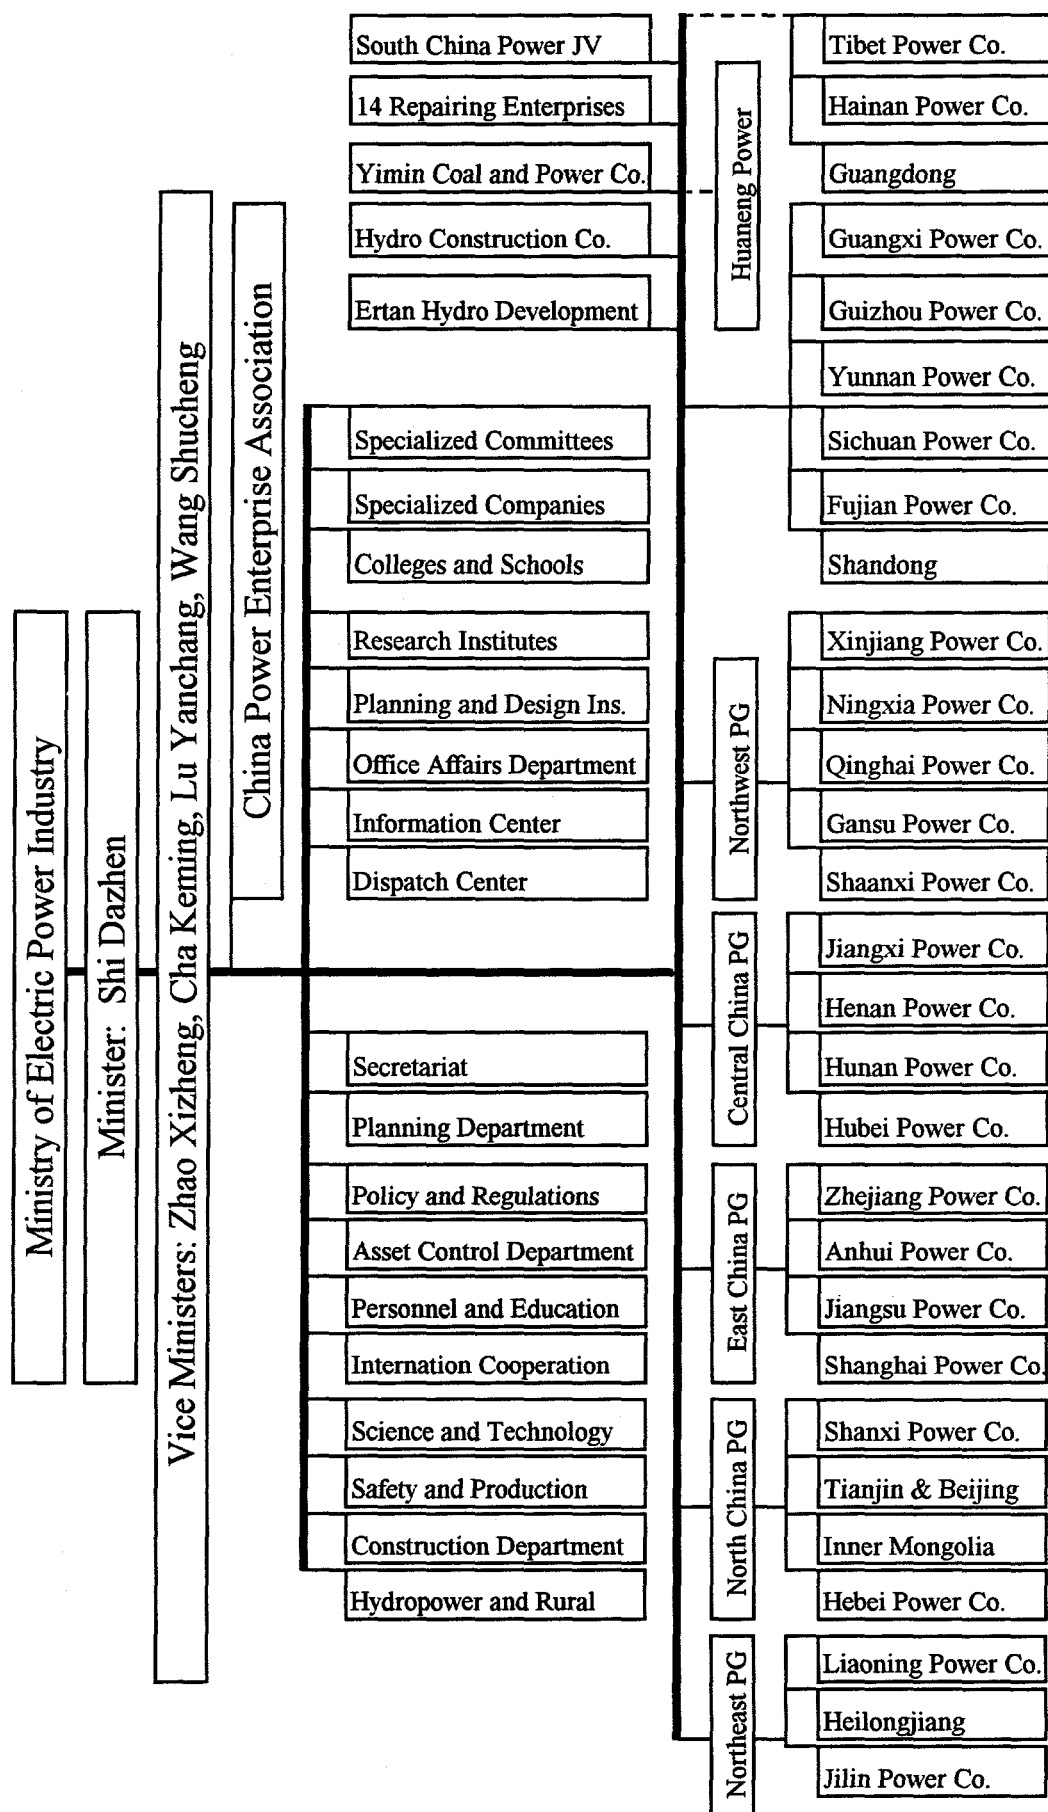 Ministry of Electric Power Industry
Minister: Shi Dazhen
Vice Ministers: Zhao Xizheng, Cha Keming, Lu Yanchang, Wang Shucheng
China Power Enterprise Association
South China Power JV
14 Repairing Enterprises
Yimin Coal and Power Co.
Hydro Construction Co.
Ertan Hydro Development
Specialized Committees
Specialized Companies
Colleges and Schools
Research Institutes
Planning and Design Ins.
Office Affairs Department
Information Center
Dispatch Center
Secretariat
Planning Department
Policy and Regulations
Asset Control Department
Personnel and Education
Internation Cooperation
Science and Technology
Safety and Production
Construction Department
Hydropower and Rural
Huaneng Power
Northwest PG
Central China PG
East China PG
North China PG
Northeast PG
Tibet Power Co.
Hainan Power Co.
Guangdong
Guangxi Power Co.
Guizhou Power Co.
Yunnan Power Co.
Sichuan Power Co.
Fujian Power Co.
Shandong
Xinjiang Power Co.
Ningxia Power Co.
Qinghai Power Co.
Gansu Power Co.
Shaanxi Power Co.
Jiangxi Power Co.
Henan Power Co.
Hunan Power Co.
Hubei Power Co.
Zhejiang Power Co.
Anhui Power Co.
Jiangsu Power Co.
Shanghai Power Co.
Shanxi Power Co.
Tianjin & Beijing
Inner Mongolia
Hebei Power Co.
Liaoning Power Co.
Heilongjiang
Jilin Power Co.